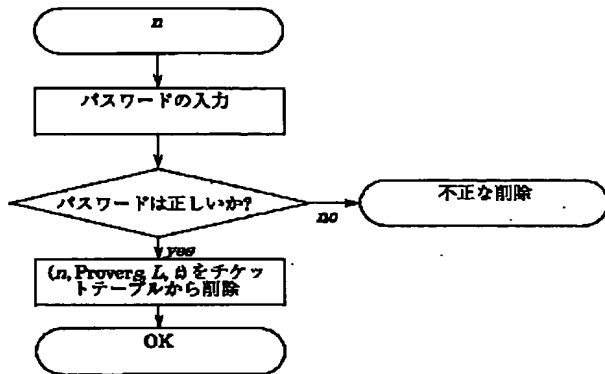 n
パスワードの入力
パスワードは正しいか?
no
不正な削除
yes
(n, Prover_S, L, t) をチケッ
トテーブルから削除
OK